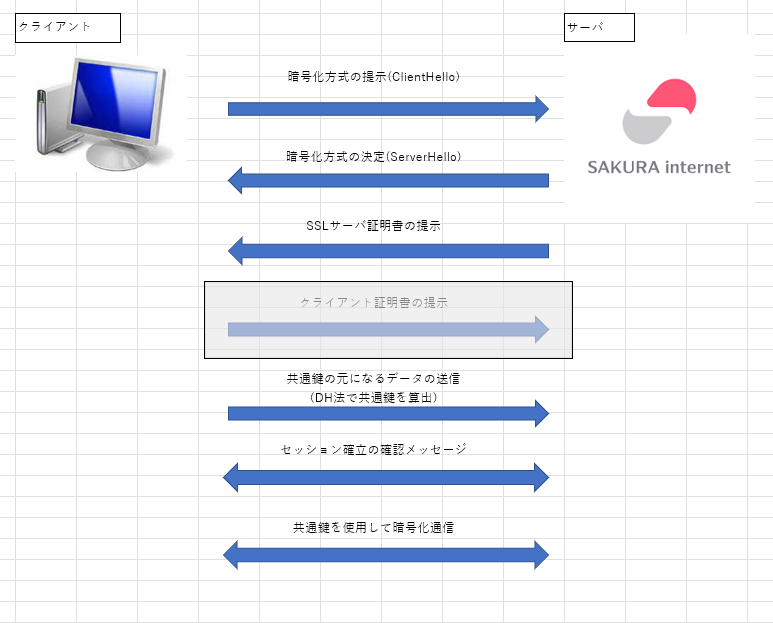 クライアント
サーバ
暗号化方式の提示(ClientHello)
暗号化方式の決定(ServerHello)
SAKURA internet
SSLサーバ証明書の提示
クライアント証明書の提示
共通鍵の元になるデータの送信
(DH法で共通鍵を算出)
セッション確立の確認メッセージ
共通鍵を使用して暗号化通信